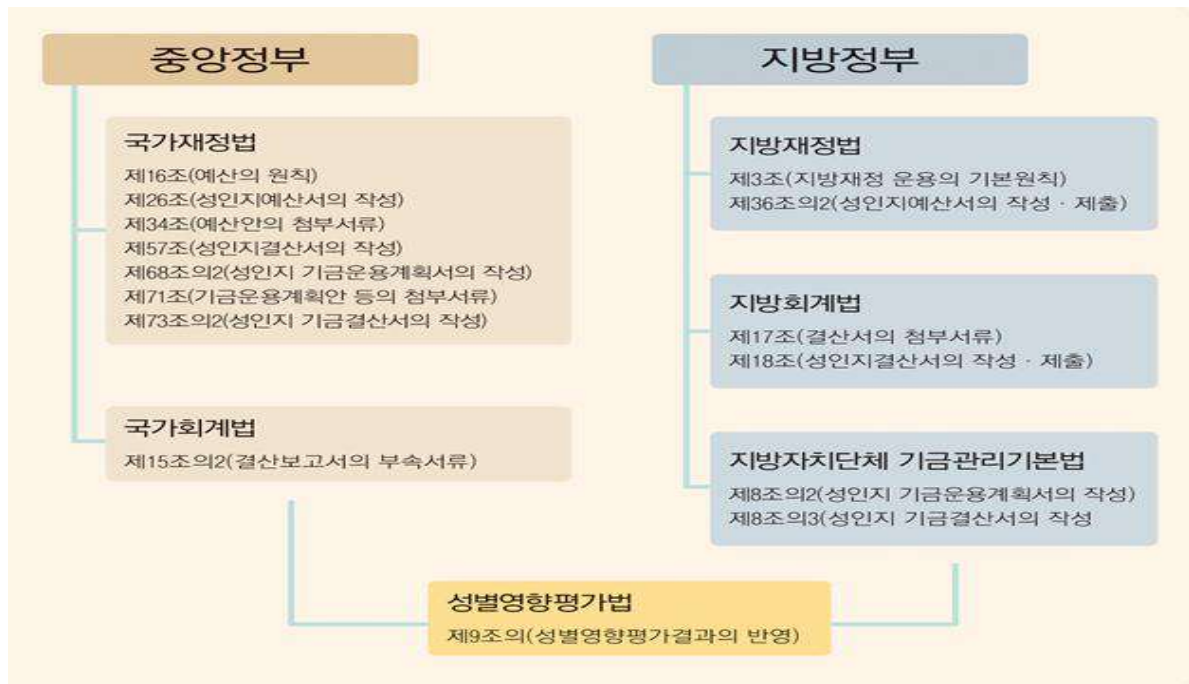 중앙정부
국가재정법
제16조(예산의 원칙)
제26조(성인지예산서의 작성)
제34조(예산안의 첨부서류)
제57조(성인지결산서의 작성)
제68조의2(성인지 기금운용계획서의 작성)
제71조(기금운용계획안 등의 첨부서류)
제73조의2(성인지 기금결산서의 작성)
국가회계법
제15조의2(결산보고서의 부속서류)
지방정부
지방재정법
제3조(지방재정 운용의 기본원칙)
제36조의2(성인지예산서의 작성 · 제출)
지방회계법
제17조(결산서의 첨부서류)
제18조(성인지결산서의 작성 · 제출)
지방자치단체 기금관리기본법
제8조의2(성인지 기금운용계획서의 작성)
제8조의3(성인지 기금결산서의 작성
성별영향평가법
제9조의(성별영향평가결과의 반영)